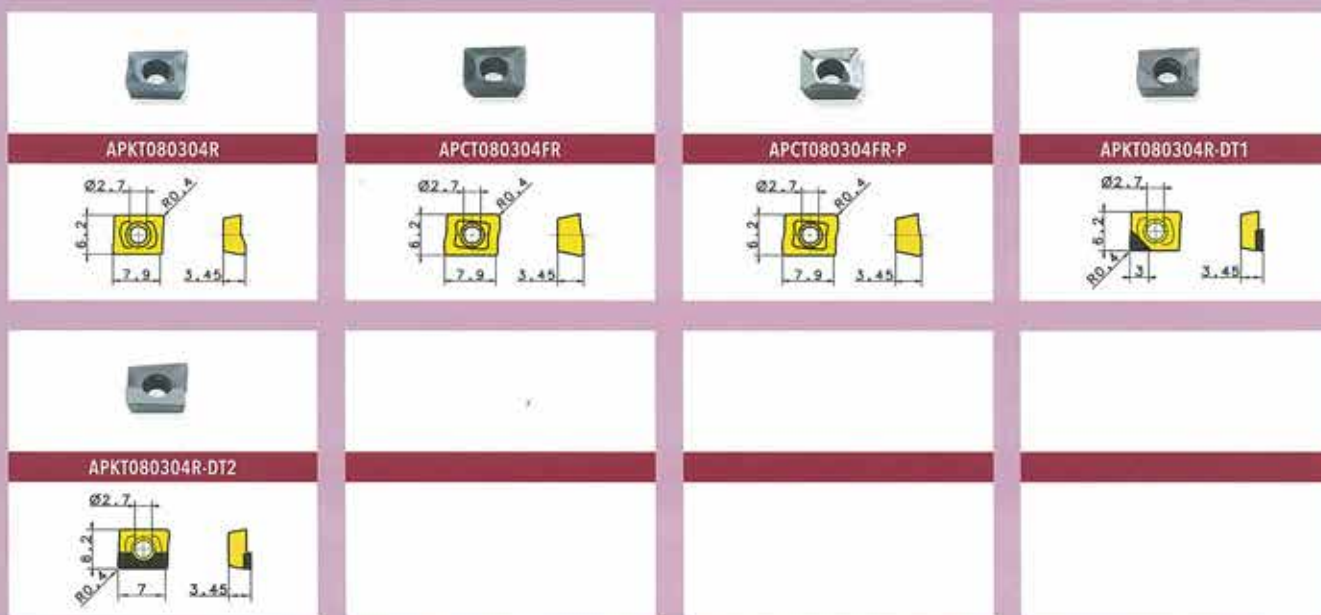 APKT080304R
Ø2.7
R0.4
6.2
7.9
3.45
APCT080304FR
Ø2.7
R0.4
6.2
7.9
3.45
APCT080304FR-P
Ø2.7
R0.4
6.2
7.9
3.45
APKT080304R-DT1
Ø2.7
6.2
R0.4
3
3.45
APKT080304R-DT2
Ø2.7
6.2
R0.4
7
3.45